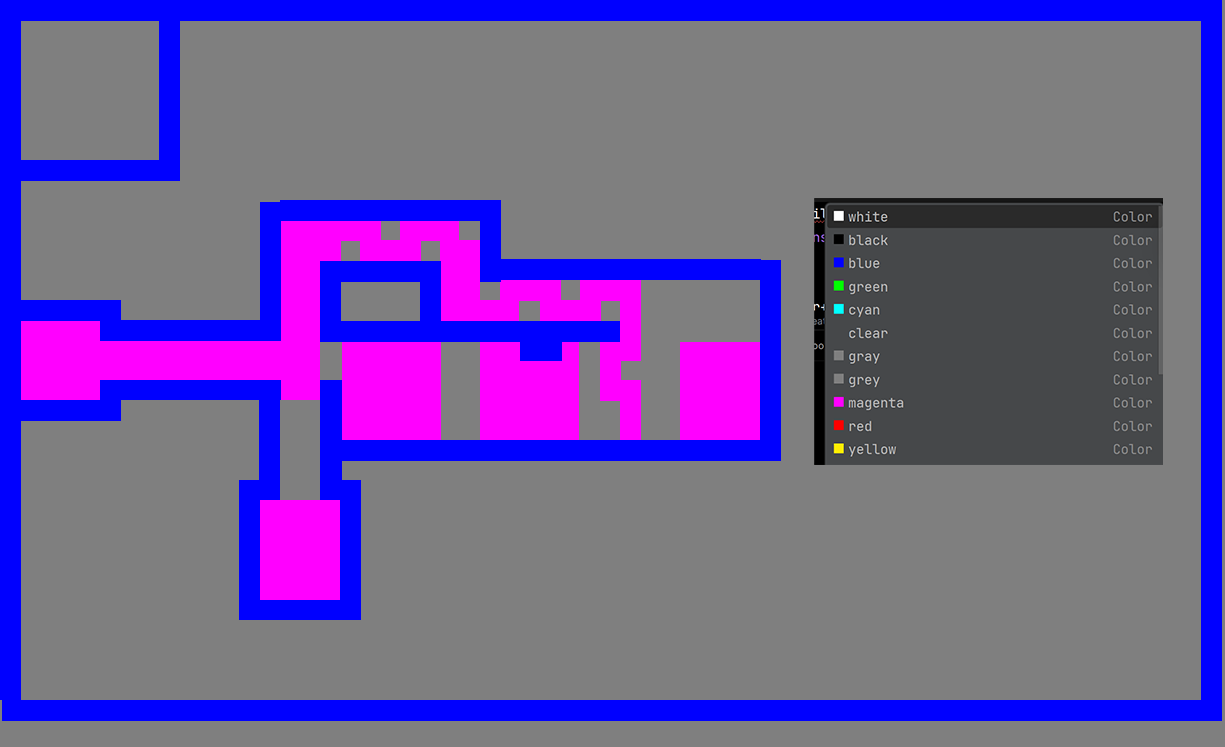 white Color
black Color
blue Color
green Color
cyan Color
clear Color
gray Color
grey Color
magenta Color
red Color
yellow Color